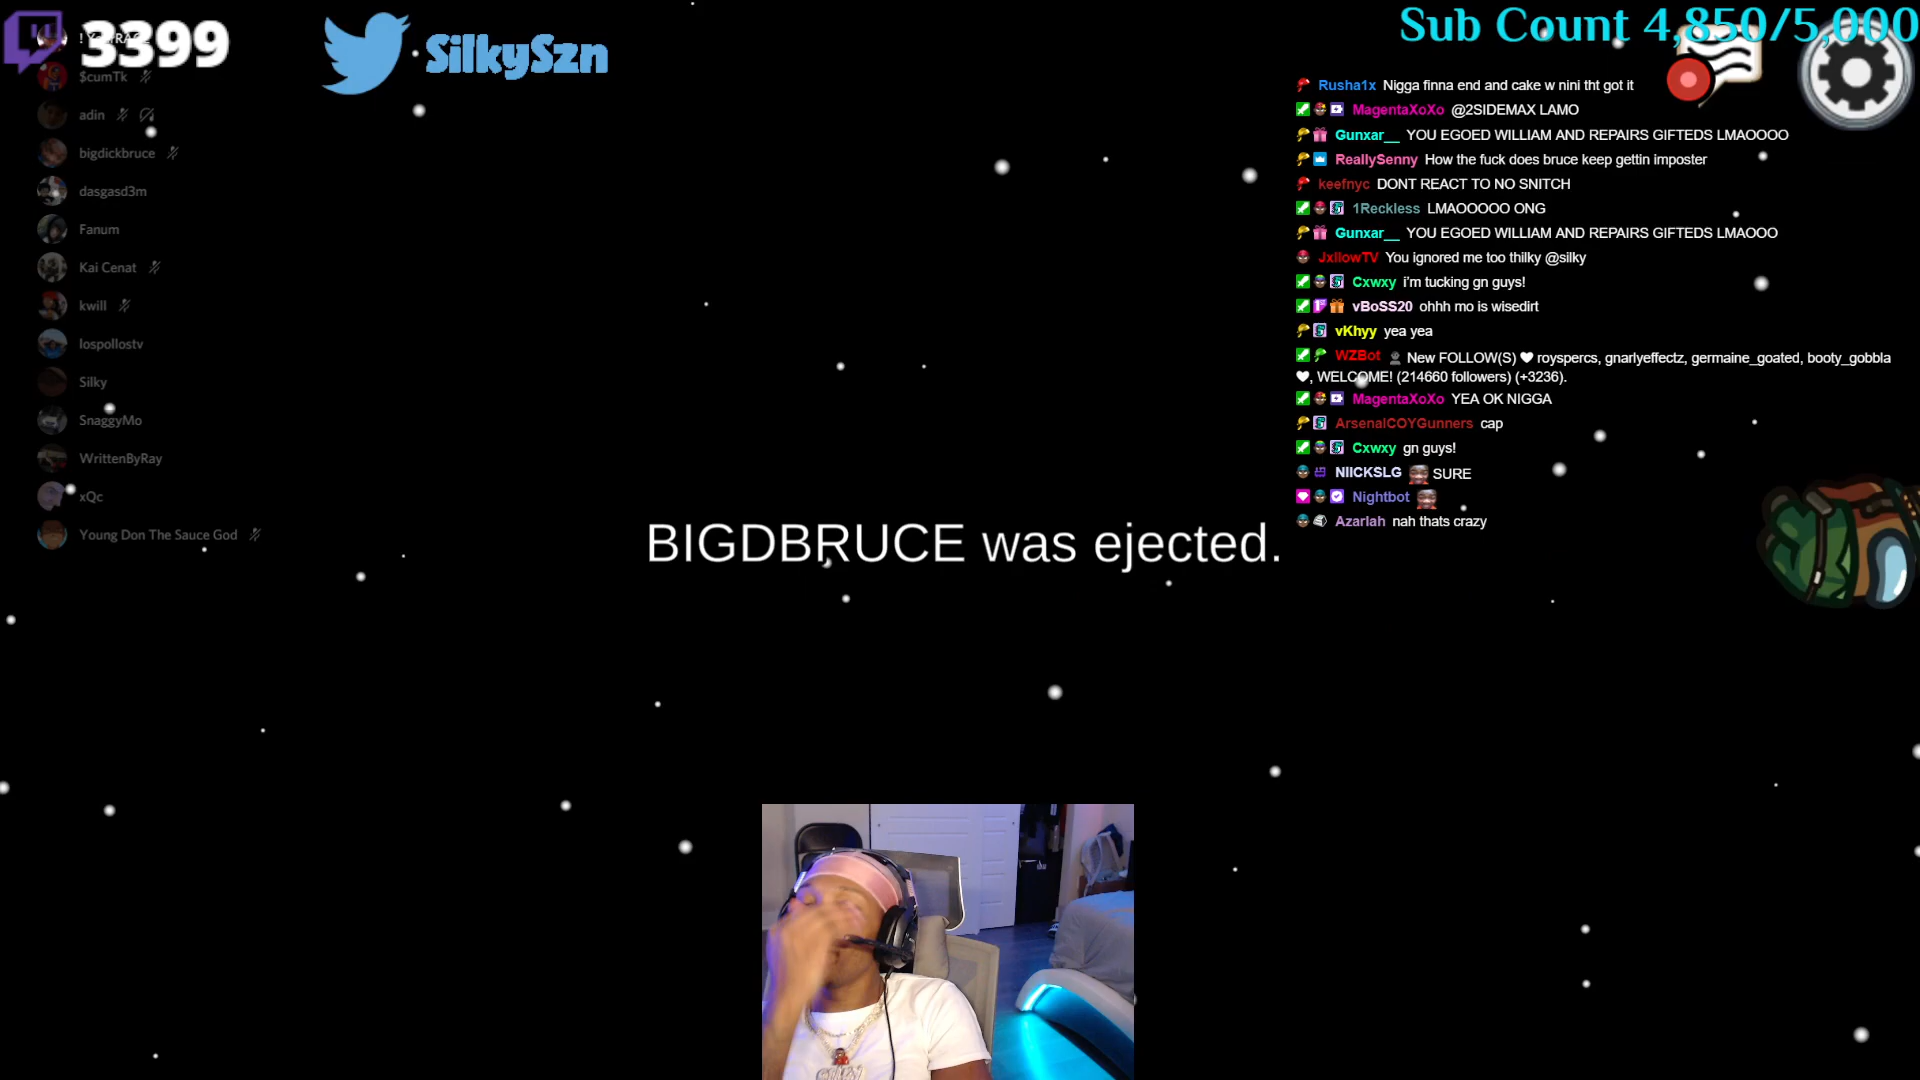 3399
SilkySzn
Sub Count 4,850/5,000
$cumTk
adin
bigdickbruce
dasgasd3m
Fanum
Kai Cenat
kwill
lospollostv
Silky
SnaggyMo
WrittenByRay
xQc
Young Don The Sauce God
Rusha1x Nigga finna end and cake w nini tht got it
MagentaXoXo @2SIDEMAX LAMO
Gunxar__ YOU EGOED WILLIAM AND REPAIRS GIFTEDS LMAOOOO
ReallySenny How the fuck does bruce keep gettin imposter
keefnyc DONT REACT TO NO SNITCH
1Reckless LMAOOOOO ONG
Gunxar__ YOU EGOED WILLIAM AND REPAIRS GIFTEDS LMAOOO
JxllowTV You ignored me too thilky @silky
Cxwxy i'm tucking gn guys!
vBoSS20 ohhh mo is wisedirt
vKhyy yea yea
WZBot New FOLLOW(S) royspercs, gnarlyeffectz, germaine_goated, booty_gobbla
, WELCOME! (214660 followers) (+3236).
MagentaXoXo YEA OK NIGGA
ArsenalCOYGunners cap
Cxwxy gn guys!
NIICKSLG SURE
Nightbot
Azarlah nah thats crazy
BIGDBRUCE was ejected.